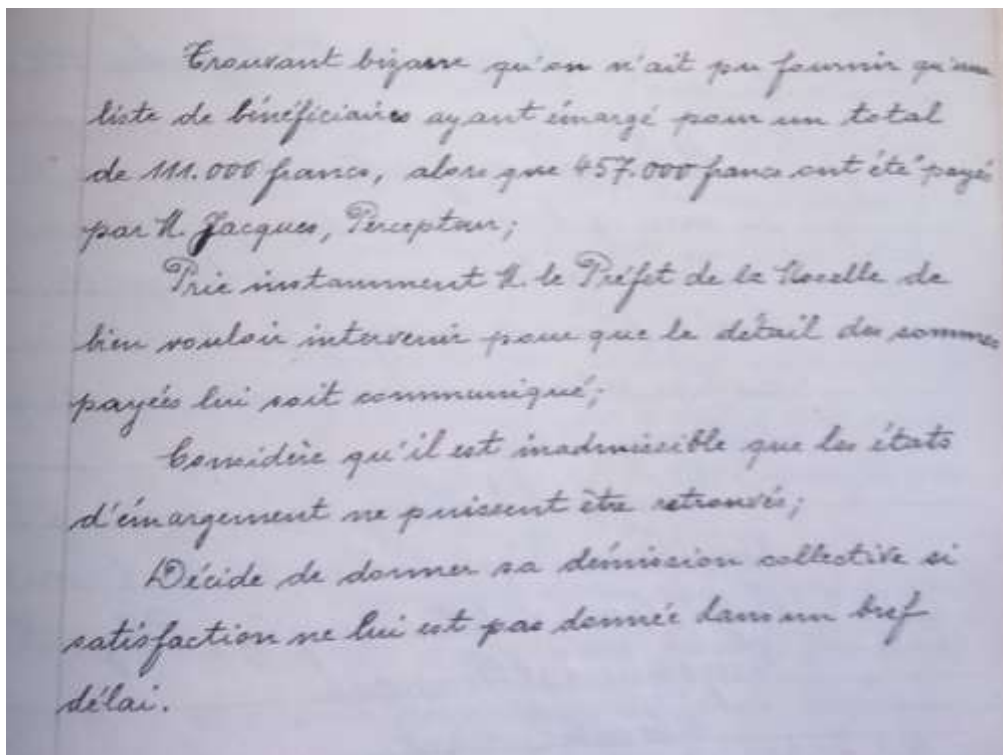 Trouvant bizarre qu'on n'ait pu fournir qu'une
liste de bénéficiaires ayant émargé pour un total
de 111.000 francs, alors que 457.000 francs ont été payés
par M. Jacques, Percepteur;
Prie instamment M. le Préfet de la Moselle de
bien vouloir intervenir pour que le détail des sommes
payées lui soit communiqué;
Considère qu'il est inadmissible que les états
d'émargement ne puissent être retrouvés;
Décide de donner sa démission collective si
satisfaction ne lui est pas donnée dans un bref
délai.